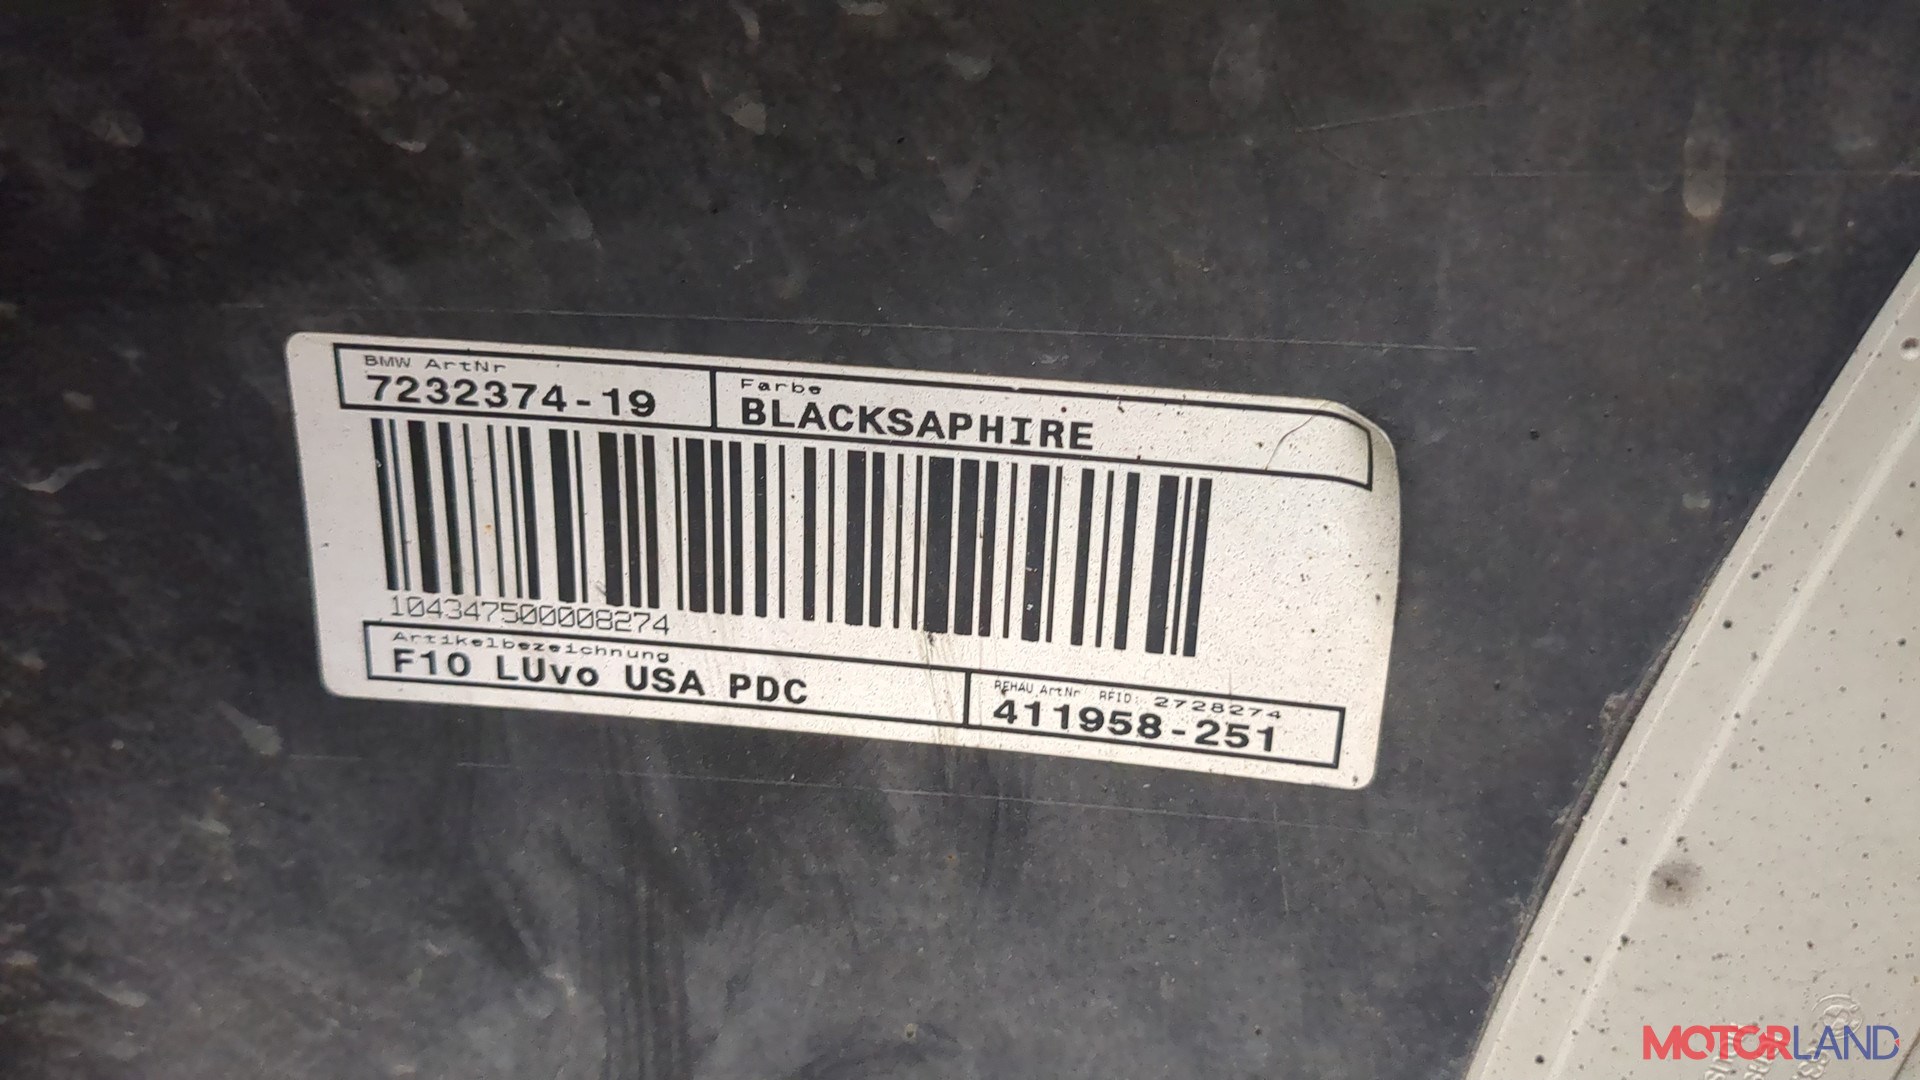 BMW ArtNr
7232374-19
Farbe
BLACKSAPHIRE
104347500008274
Artikelbezeichnung
F10 LUvo USA PDC
REHAU ArtNr RFID: 2728274
411958-251
MOTORLAND